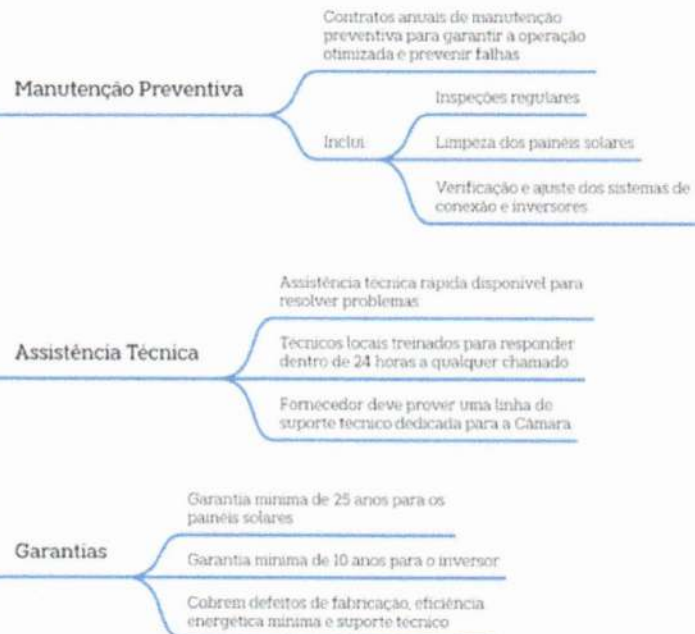 Contratos anuais de manutenção
preventiva para garantir a operação
otimizada e prevenir falhas
Manutenção Preventiva
Inspeções regulares
Inclui
Limpeza dos painéis solares
Verificação e ajuste dos sistemas de
conexão e inversores
Assistência técnica rápida disponível para
resolver problemas
Assistência Técnica
Técnicos locais treinados para responder
dentro de 24 horas a qualquer chamado
Fornecedor deve prover uma linha de
suporte técnico dedicada para a Câmara
Garantia mínima de 25 anos para os
painéis solares
Garantias
Garantia mínima de 10 anos para o inversor
Cobrem defeitos de fabricação, eficiência
energética mínima e suporte técnico